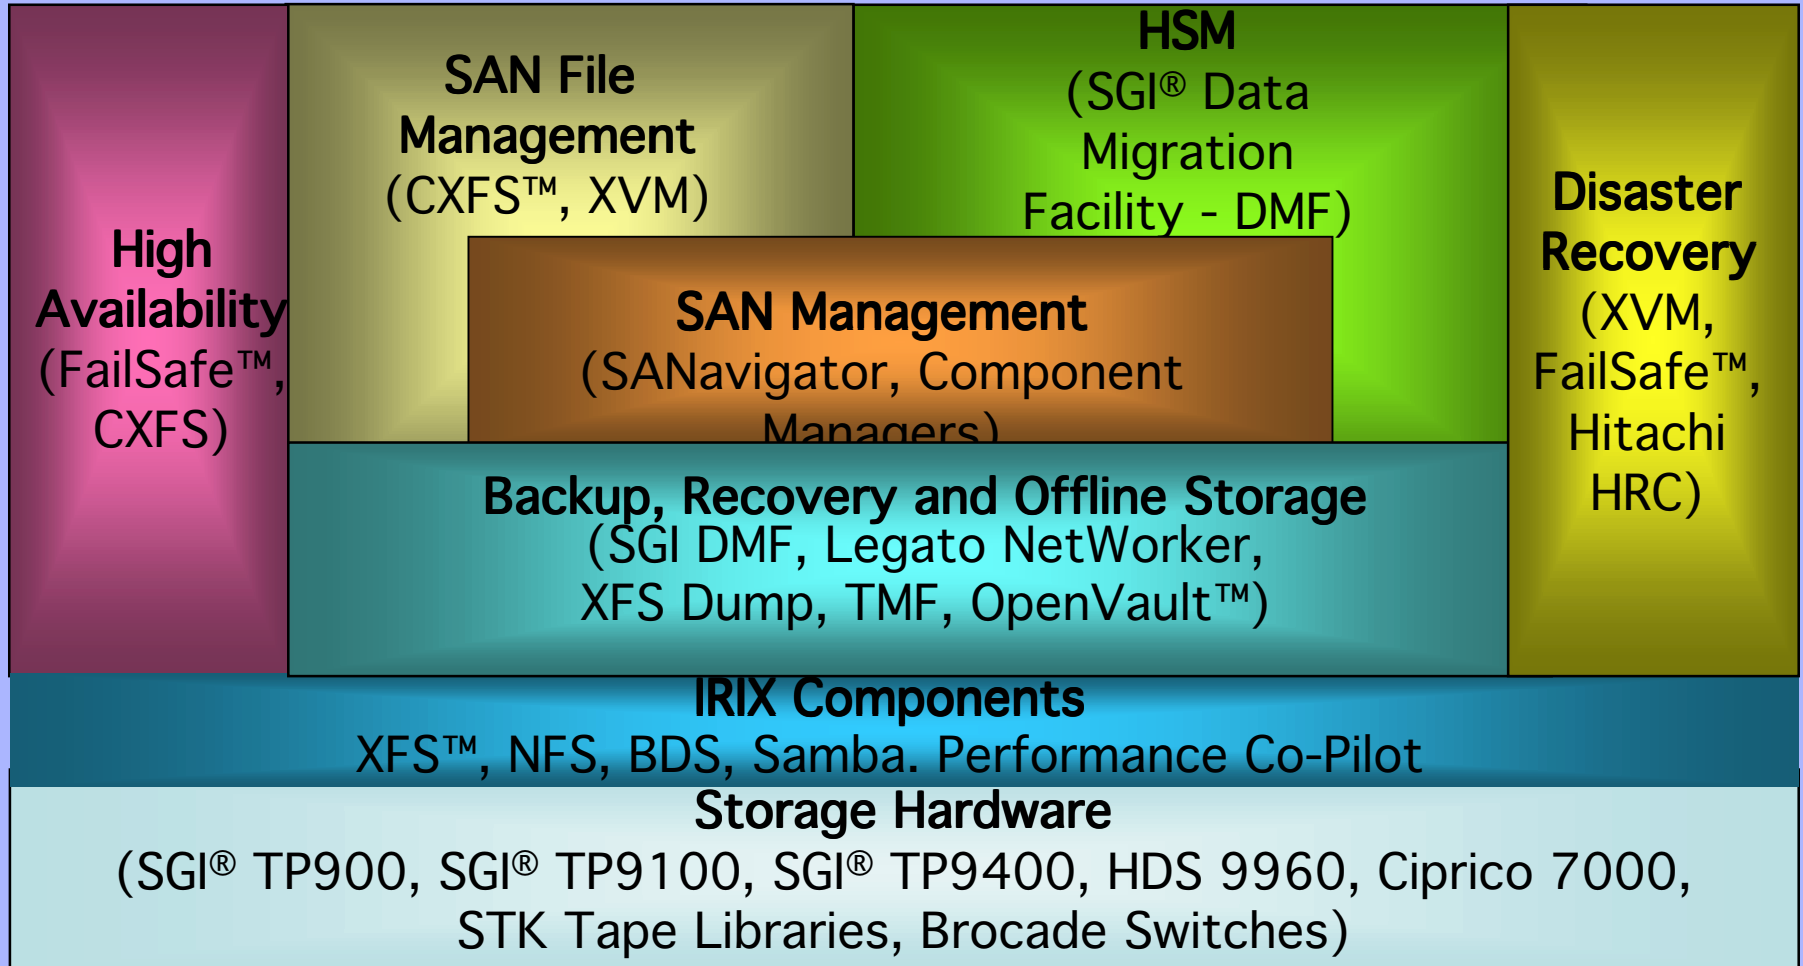 High
Availability
(FailSafe™,
CXFS)
SAN File
Management
(CXFS™, XVM)
HSM
(SGI® Data
Migration
Facility - DMF)
Disaster
Recovery
(XVM,
FailSafe™,
Hitachi
HRC)
SAN Management
(SANavigator, Component
Managers)
Backup, Recovery and Offline Storage
(SGI DMF, Legato NetWorker,
XFS Dump, TMF, OpenVault™)
IRIX Components
XFS™, NFS, BDS, Samba. Performance Co-Pilot
Storage Hardware
(SGI® TP900, SGI® TP9100, SGI® TP9400, HDS 9960, Ciprico 7000,
STK Tape Libraries, Brocade Switches)